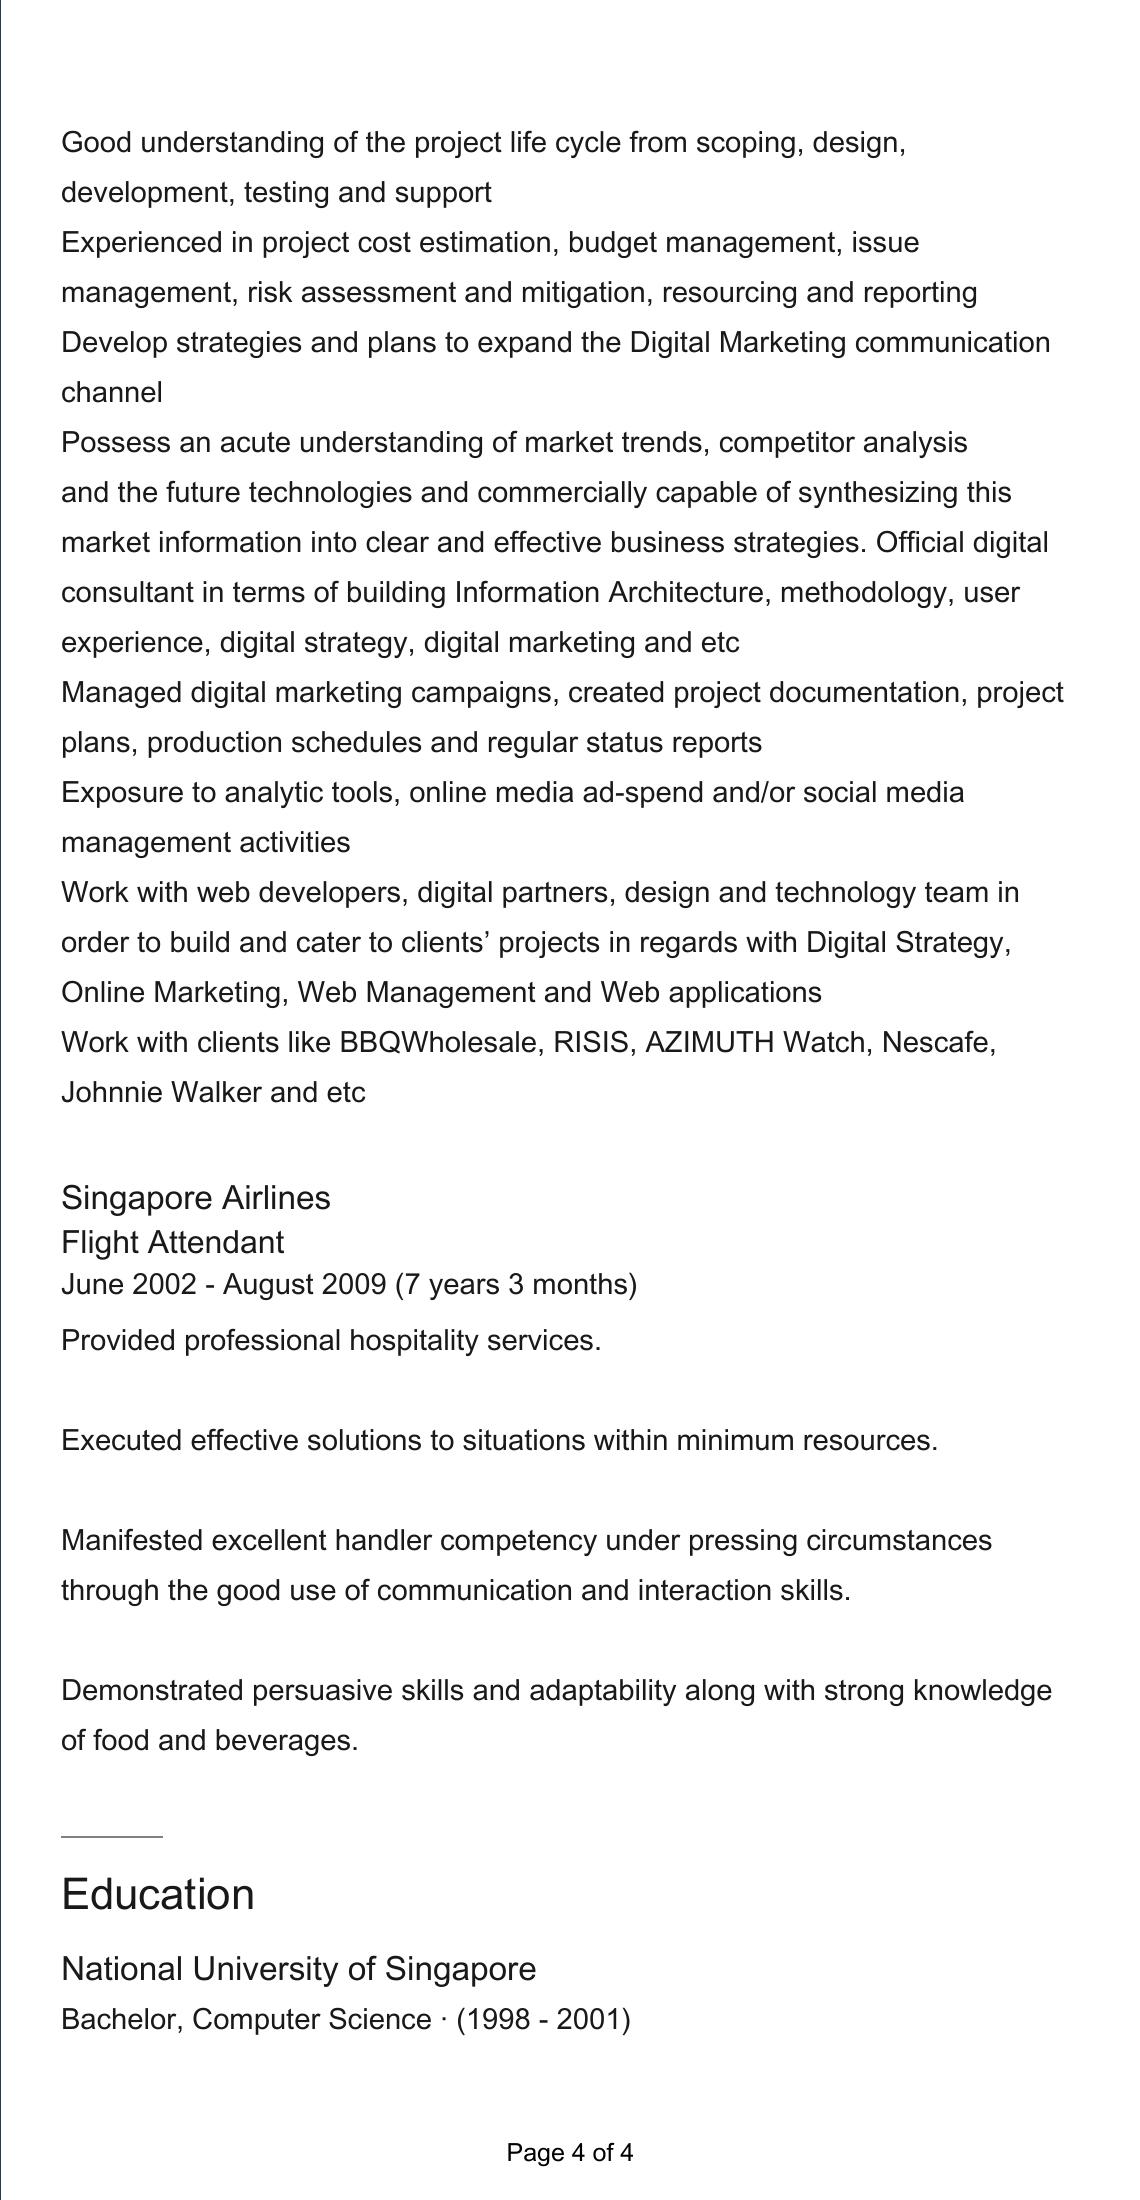 Good understanding of the project life cycle from scoping, design,
development, testing and support
Experienced in project cost estimation, budget management, issue
management, risk assessment and mitigation, resourcing and reporting
Develop strategies and plans to expand the Digital Marketing communication
channel
Possess an acute understanding of market trends, competitor analysis
and the future technologies and commercially capable of synthesizing this
market information into clear and effective business strategies. Official digital
consultant in terms of building Information Architecture, methodology, user
experience, digital strategy, digital marketing and etc
Managed digital marketing campaigns, created project documentation, project
plans, production schedules and regular status reports
Exposure to analytic tools, online media ad-spend and/or social media
management activities
Work with web developers, digital partners, design and technology team in
order to build and cater to clients’ projects in regards with Digital Strategy,
Online Marketing, Web Management and Web applications
Work with clients like BBQWholesale, RISIS, AZIMUTH Watch, Nescafe,
Johnnie Walker and etc
Singapore Airlines
Flight Attendant
June 2002 - August 2009 (7 years 3 months)
Provided professional hospitality services.
Executed effective solutions to situations within minimum resources.
Manifested excellent handler competency under pressing circumstances
through the good use of communication and interaction skills.
Demonstrated persuasive skills and adaptability along with strong knowledge
of food and beverages.
Education
National University of Singapore
Bachelor, Computer Science · (1998 - 2001)
Page 4 of 4